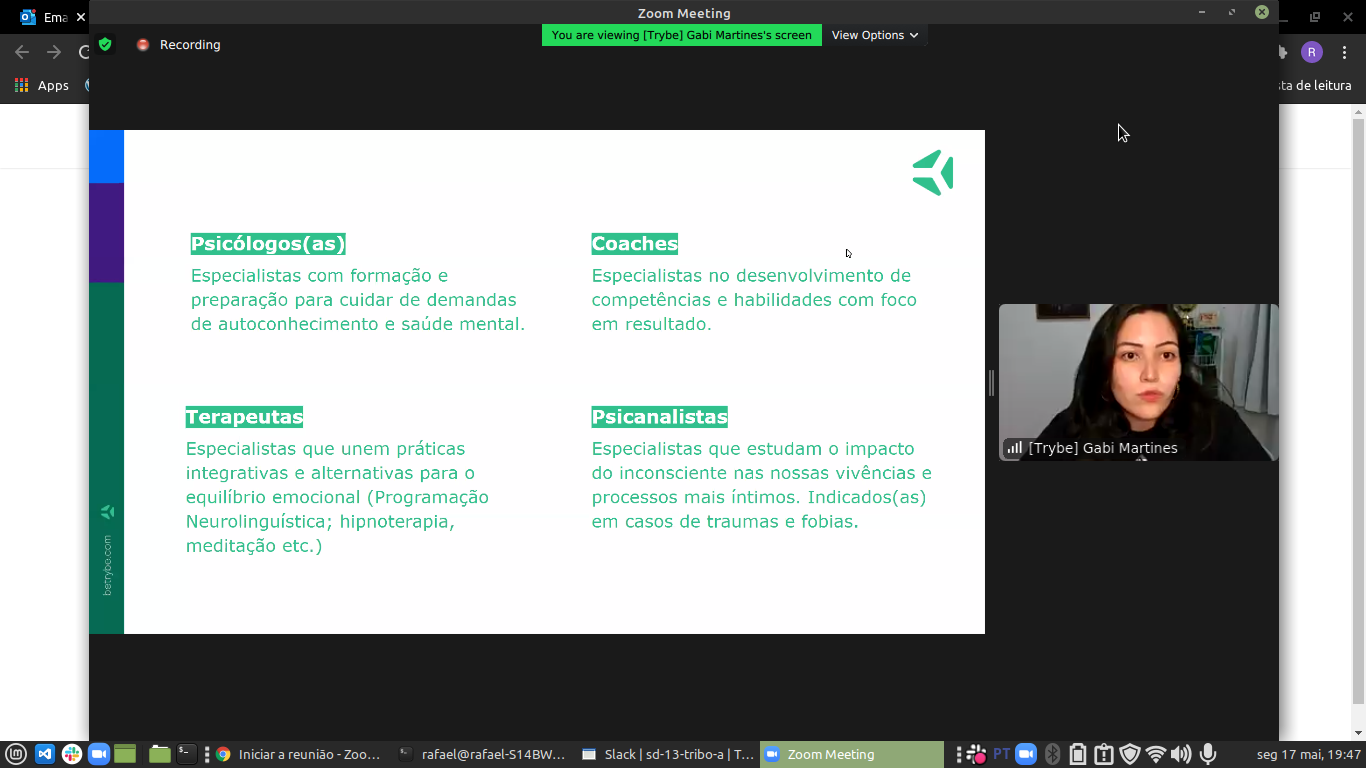 Ema
Zoom Meeting
Recording
You are viewing [Trybe] Gabi Martines's screen
View Options
R
Apps
sta de leitura
Psicólogos(as)
Especialistas com formação e
preparação para cuidar de demandas
de autoconhecimento e saúde mental.
Coaches
Especialistas no desenvolvimento de
competências e habilidades com foco
em resultado.
Terapeutas
Especialistas que unem práticas
integrativas e alternativas para o
equilíbrio emocional (Programação
Neurolinguística; hipnoterapia,
meditação etc.)
Psicanalistas
Especialistas que estudam o impacto
do inconsciente nas nossas vivências e
processos mais íntimos. Indicados(as)
em casos de traumas e fobias.
betrybe.com
[Trybe] Gabi Martines
Iniciar a reunião - Zoo...
rafael@rafael-S14BW...
Slack | sd-13-tribo-a | T...
Zoom Meeting
PT
seg 17 mai, 19:47